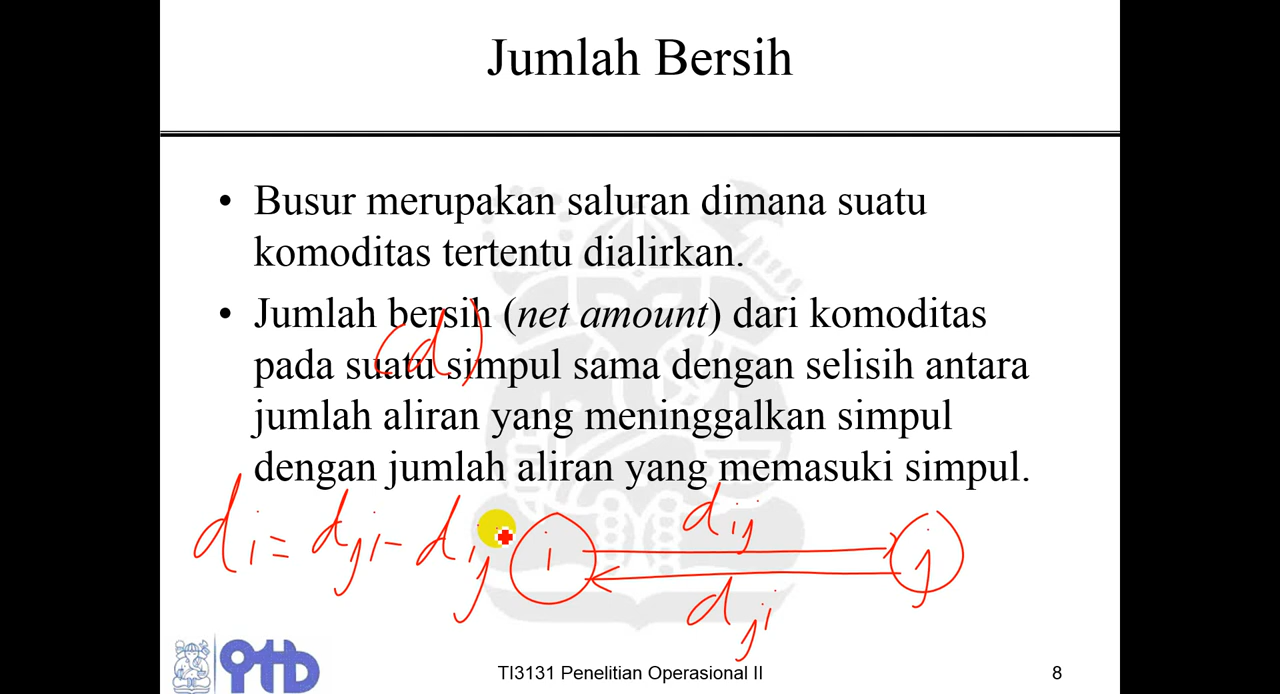 Jumlah Bersih
• Busur merupakan saluran dimana suatu
komoditas tertentu dialirkan.
• Jumlah bersih (net amount) dari komoditas
(d)
pada suatu simpul sama dengan selisih antara
jumlah aliran yang meninggalkan simpul
dengan jumlah aliran yang memasuki simpul.
di = dji - dij
i
dij
j
dji
itb
TI3131 Penelitian Operasional II
8